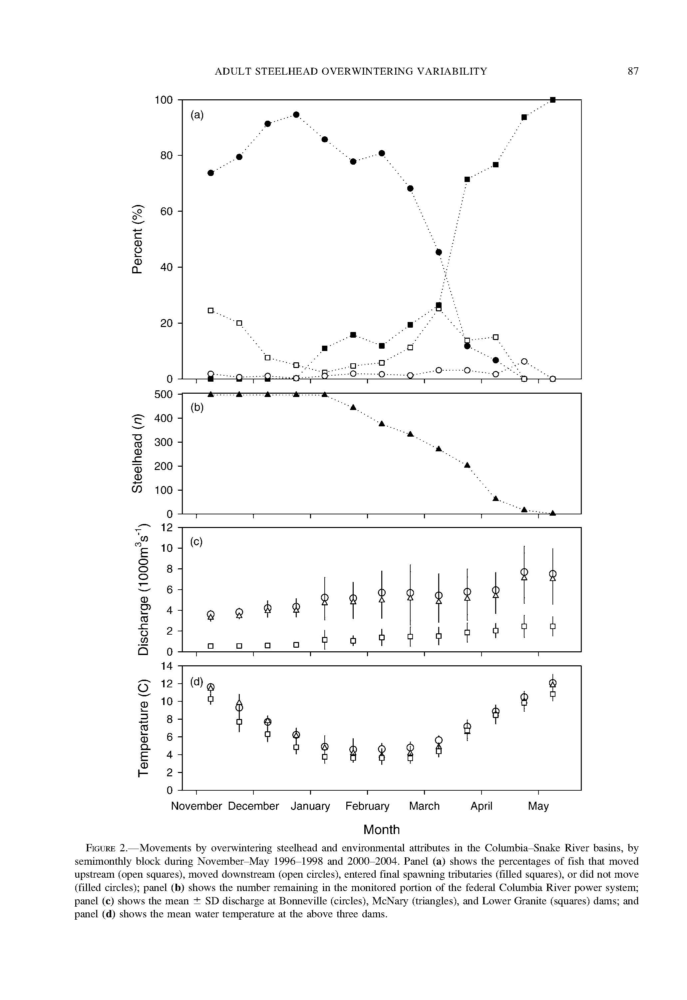 ADULT STEELHEAD OVERWINTERING VARIABILITY 87
(a)
Percent (%)
100
80
60
40
20
0
(b)
Steelhead (n)
500
400
300
200
100
0
(c)
Discharge (1000m³s⁻¹)
12
10
8
6
4
2
0
(d)
Temperature (C)
14
12
10
8
6
4
2
0
November December January February March April May
Month
FIGURE 2.—Movements by overwintering steelhead and environmental attributes in the Columbia–Snake River basins, by
semimonthly block during November–May 1996–1998 and 2000–2004. Panel (a) shows the percentages of fish that moved
upstream (open squares), moved downstream (open circles), entered final spawning tributaries (filled squares), or did not move
(filled circles); panel (b) shows the number remaining in the monitored portion of the federal Columbia River power system;
panel (c) shows the mean ± SD discharge at Bonneville (circles), McNary (triangles), and Lower Granite (squares) dams; and
panel (d) shows the mean water temperature at the above three dams.